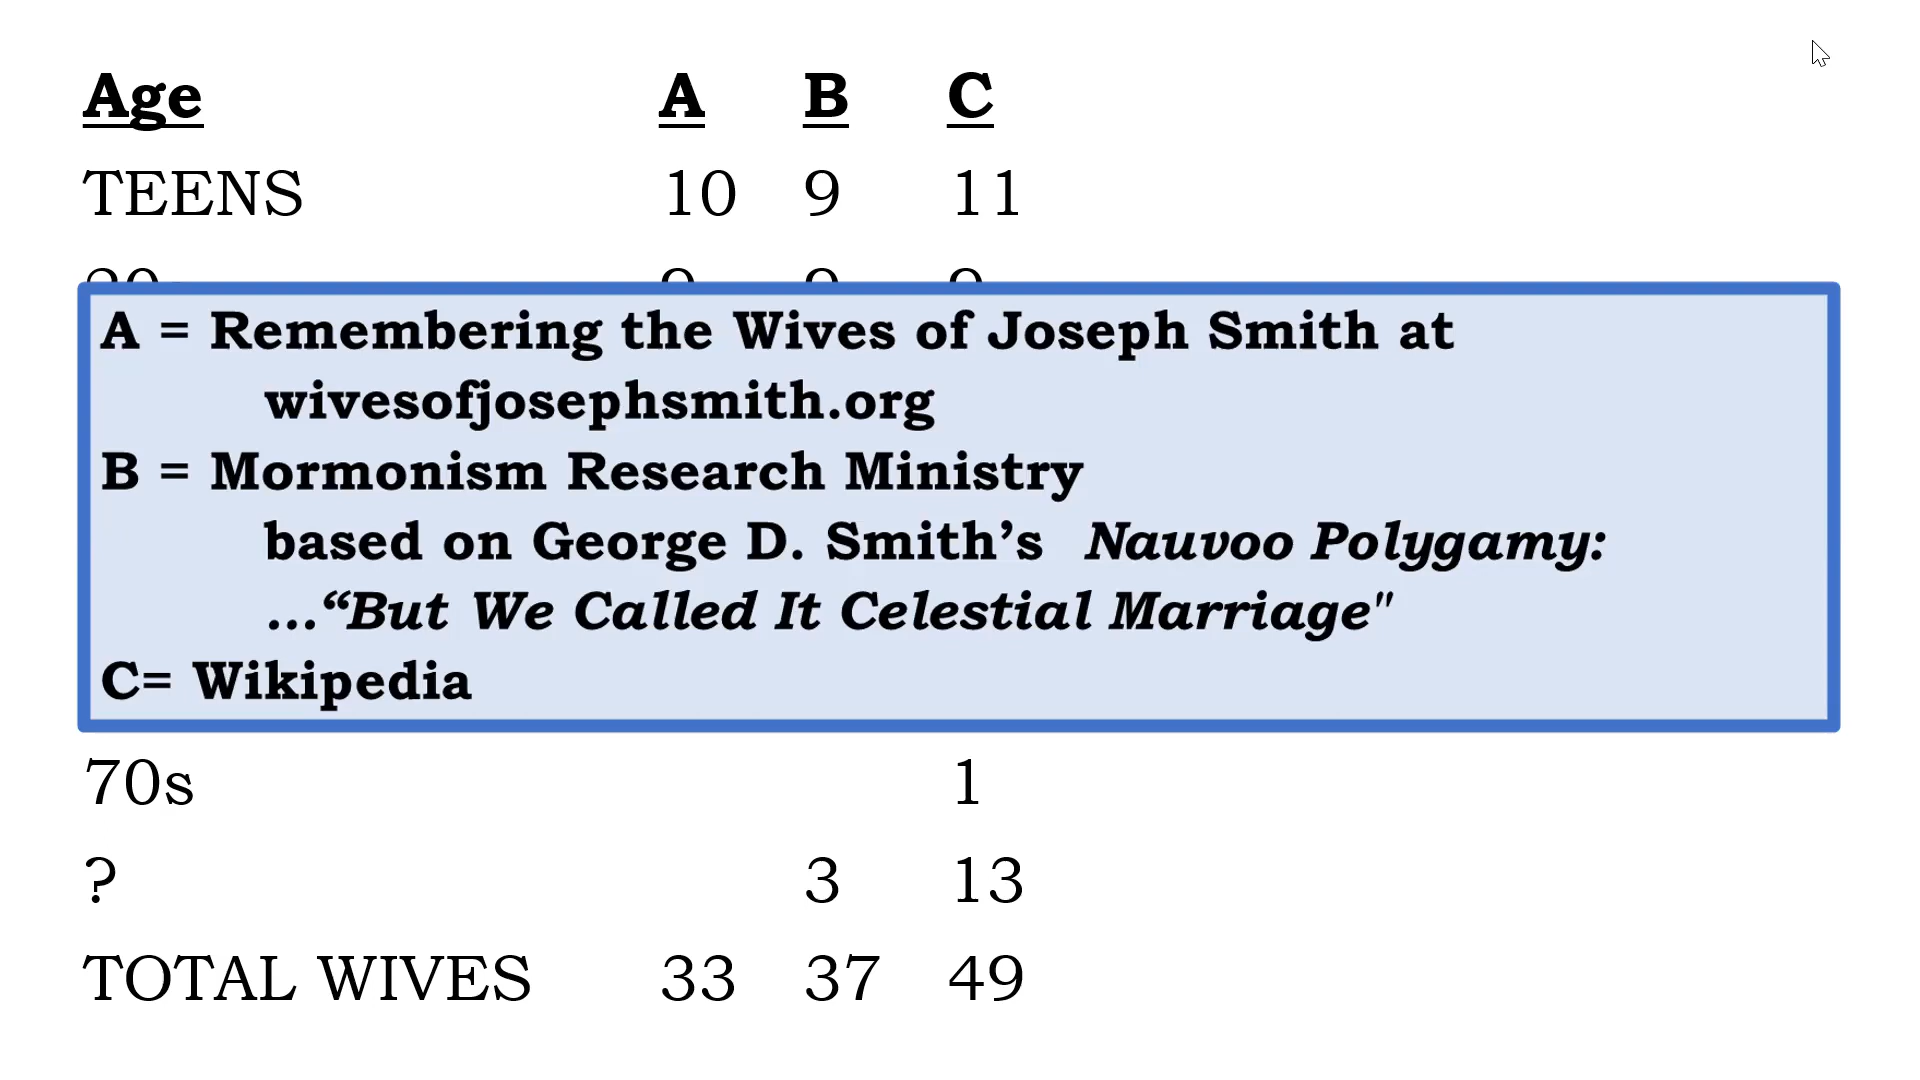 Age A B C
TEENS 10 9 11
A = Remembering the Wives of Joseph Smith at
wivesofjosephsmith.org
B = Mormonism Research Ministry
based on George D. Smith’s Nauvoo Polygamy:
...“But We Called It Celestial Marriage"
C= Wikipedia
70s 1
? 3 13
TOTAL WIVES 33 37 49